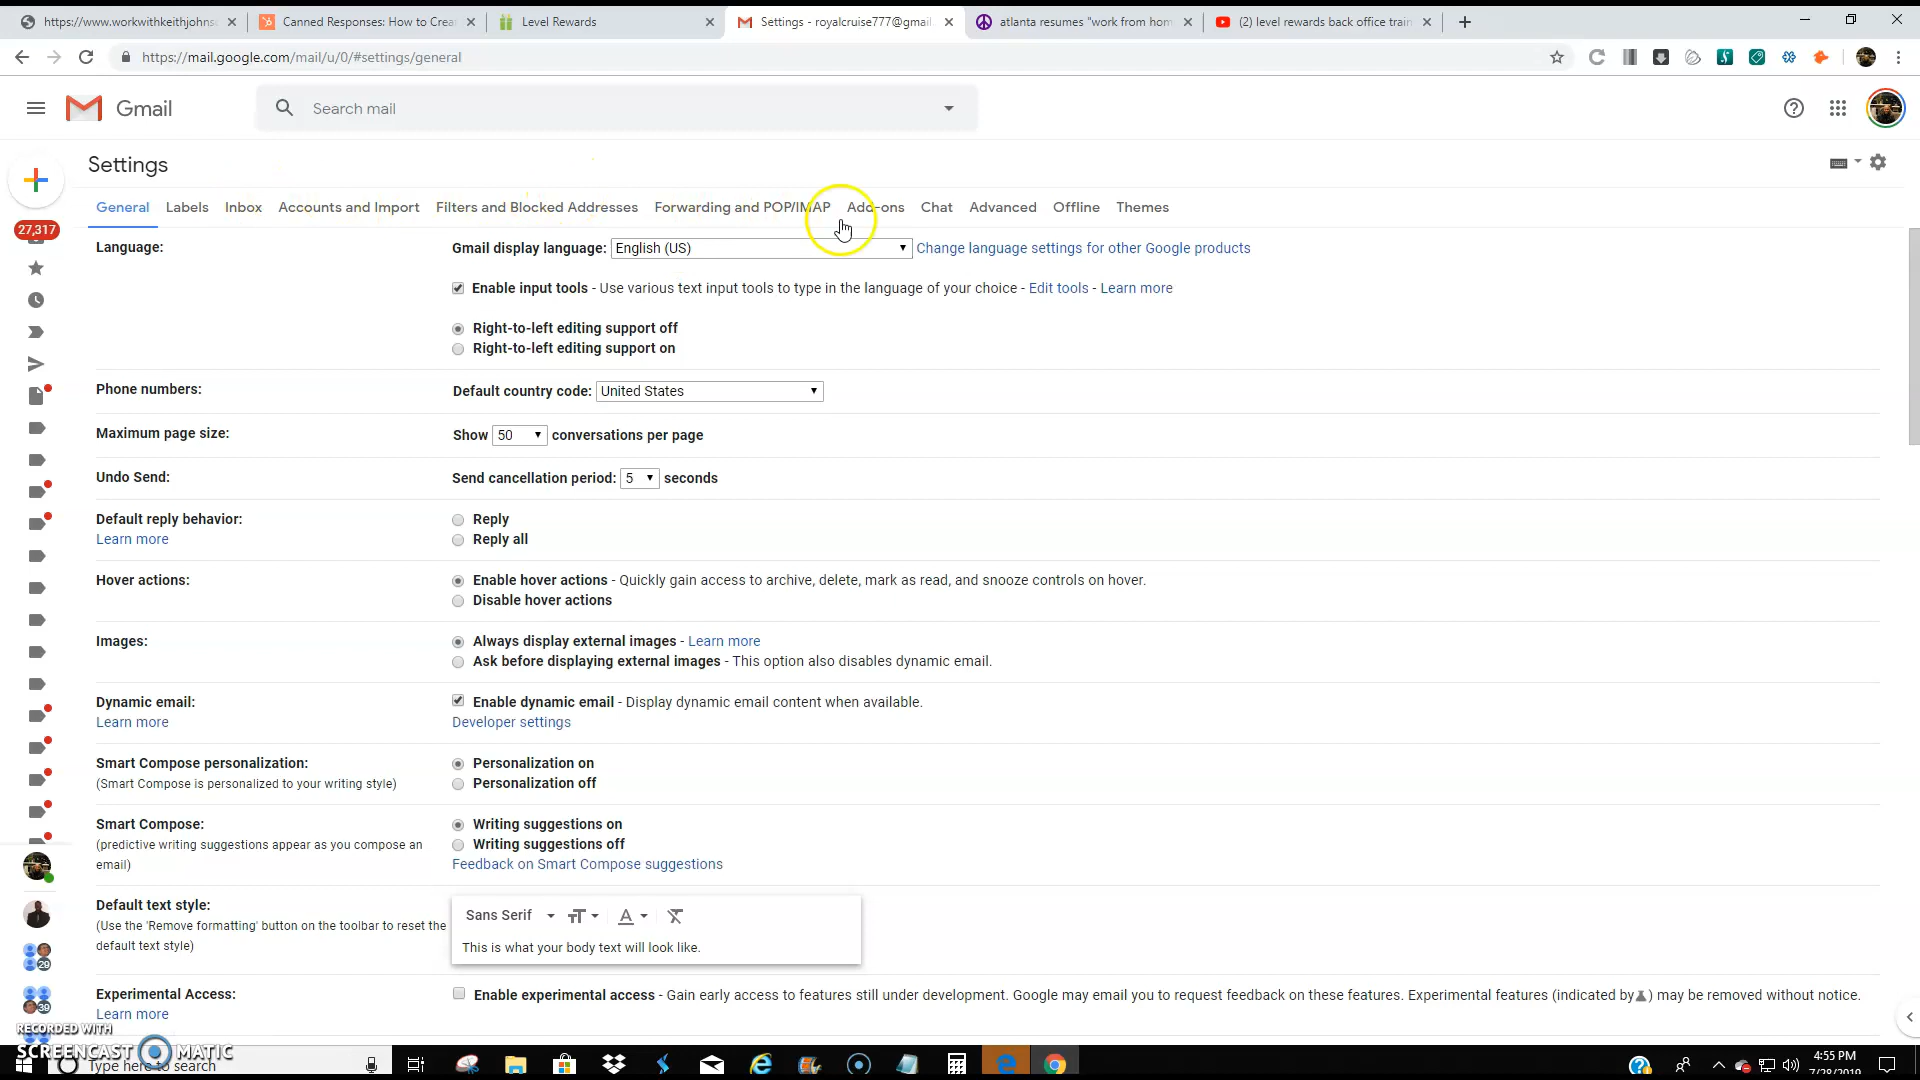 https://www.workwithkeithjohns
Canned Responses: How to Crea
Level Rewards
Settings - royalcruise777@gmail.
atlanta resumes "work from hom
(2) level rewards back office train
https://mail.google.com/mail/u/0/#settings/general
Gmail
Search mail
Settings
General Labels Inbox Accounts and Import Filters and Blocked Addresses Forwarding and POP/IMAP Add-ons Chat Advanced Offline Themes
27,317
Language:
Gmail display language: English (US) Change language settings for other Google products
Enable input tools - Use various text input tools to type in the language of your choice - Edit tools - Learn more
Right-to-left editing support off
Right-to-left editing support on
Phone numbers:
Default country code: United States
Maximum page size:
Show 50 conversations per page
Undo Send:
Send cancellation period: 5 seconds
Default reply behavior:
Learn more
Reply
Reply all
Hover actions:
Enable hover actions - Quickly gain access to archive, delete, mark as read, and snooze controls on hover.
Disable hover actions
Images:
Always display external images - Learn more
Ask before displaying external images - This option also disables dynamic email.
Dynamic email:
Learn more
Enable dynamic email - Display dynamic email content when available.
Developer settings
Smart Compose personalization:
(Smart Compose is personalized to your writing style)
Personalization on
Personalization off
Smart Compose:
(predictive writing suggestions appear as you compose an
email)
Writing suggestions on
Writing suggestions off
Feedback on Smart Compose suggestions
Default text style:
(Use the 'Remove formatting' button on the toolbar to reset the
default text style)
Sans Serif
This is what your body text will look like.
29
39
Experimental Access:
Learn more
Enable experimental access - Gain early access to features still under development. Google may email you to request feedback on these features. Experimental features (indicated by ) may be removed without notice.
RECORDED WITH
SCREENCAST MATIC
Type here to search
4:55 PM
7/28/2019